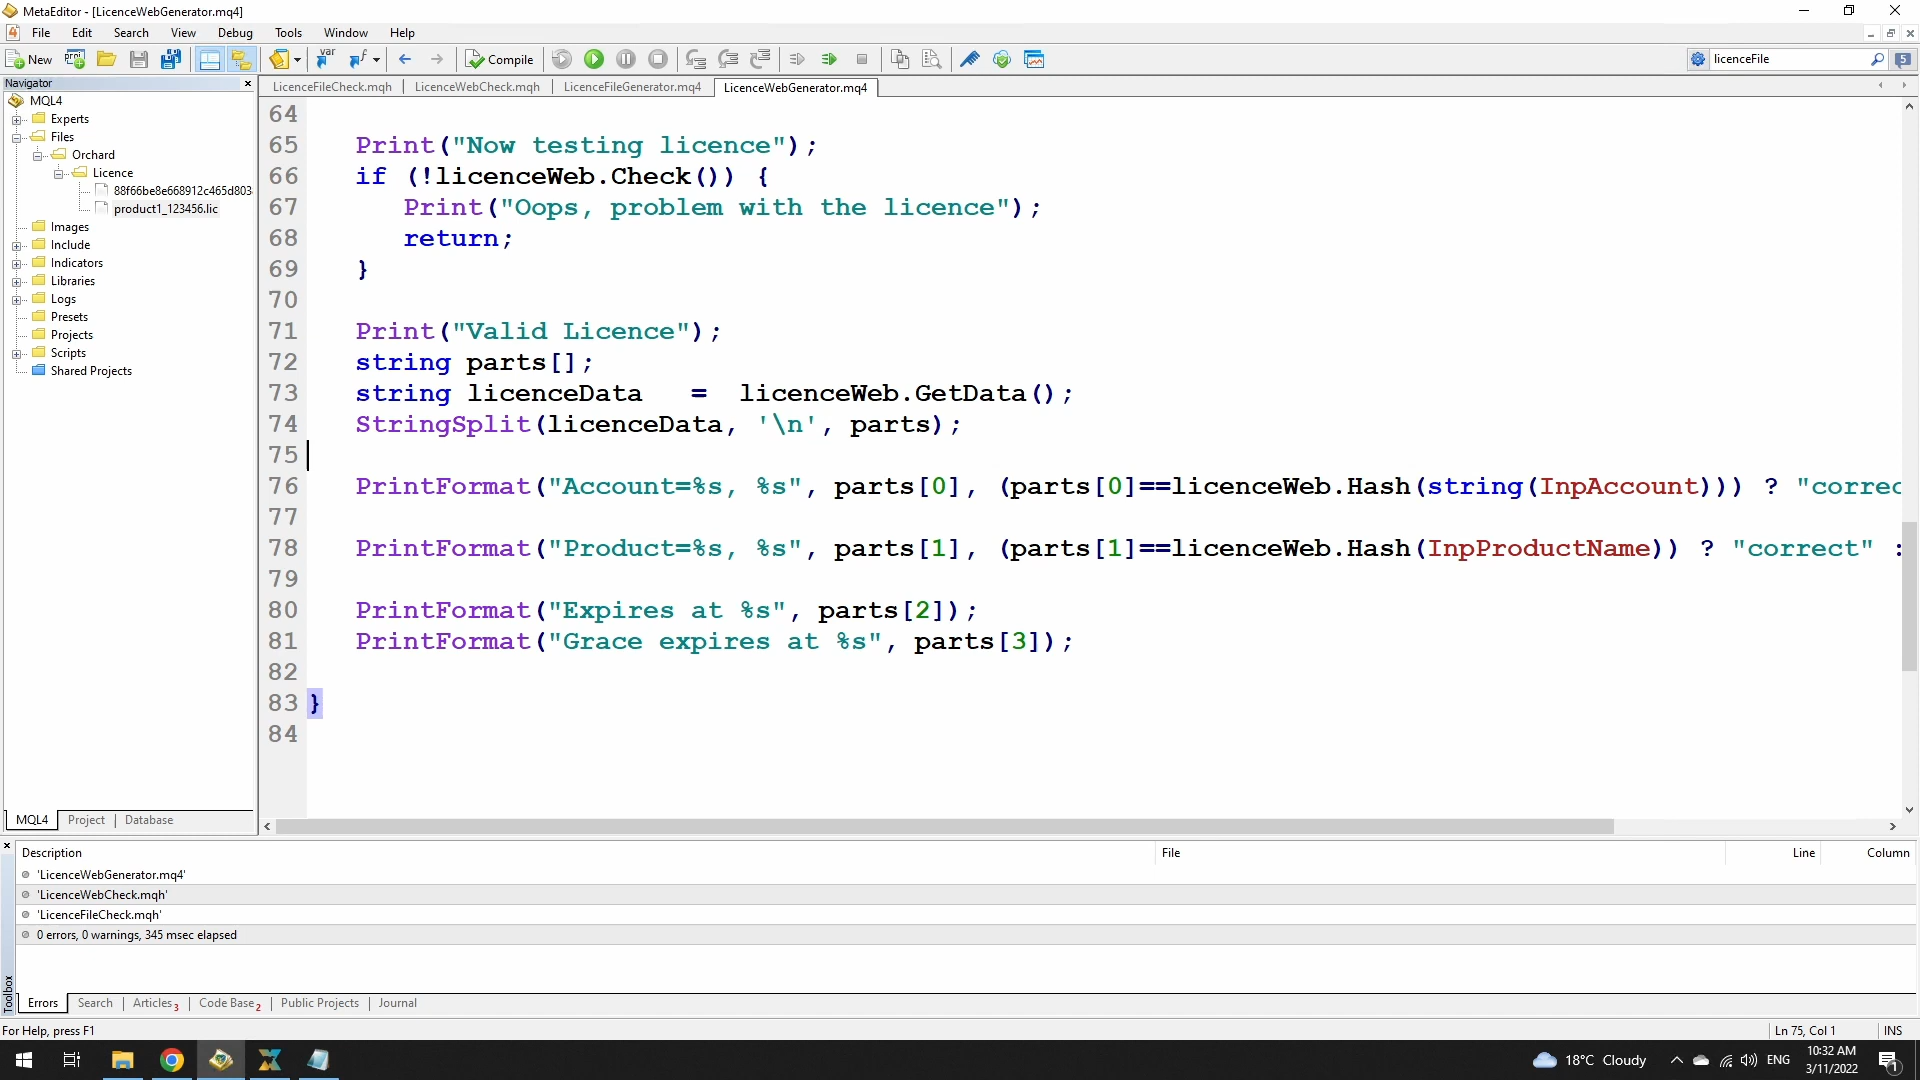 MetaEditor - [LicenceWebGenerator.mq4]
File Edit Search View Debug Tools Window Help
New Compile licenceFile 5
Navigator
MQL4
Experts
Files
Orchard
Licence
88f66be8e668912c465d803
product1_123456.lic
Images
Include
Indicators
Libraries
Logs
Presets
Projects
Scripts
Shared Projects
MQL4 Project Database
LicenceFileCheck.mqh LicenceWebCheck.mqh LicenceFileGenerator.mq4 LicenceWebGenerator.mq4
64
65 Print("Now testing licence");
66 if (!licenceWeb.Check()) {
67 Print("Oops, problem with the licence");
68 return;
69 }
70
71 Print("Valid Licence");
72 string parts[];
73 string licenceData = licenceWeb.GetData();
74 StringSplit(licenceData, '\n', parts);
75
76 PrintFormat("Account=%s, %s", parts[0], (parts[0]==licenceWeb.Hash(string(InpAccount))) ? "correc
77
78 PrintFormat("Product=%s, %s", parts[1], (parts[1]==licenceWeb.Hash(InpProductName)) ? "correct" :
79
80 PrintFormat("Expires at %s", parts[2]);
81 PrintFormat("Grace expires at %s", parts[3]);
82
83 }
84
Description File Line Column
'LicenceWebGenerator.mq4'
'LicenceWebCheck.mqh'
'LicenceFileCheck.mqh'
0 errors, 0 warnings, 345 msec elapsed
Toolbox
Errors Search Articles 3 Code Base 2 Public Projects Journal
For Help, press F1 Ln 75, Col 1 INS
18°C Cloudy ENG 10:32 AM
3/11/2022 1